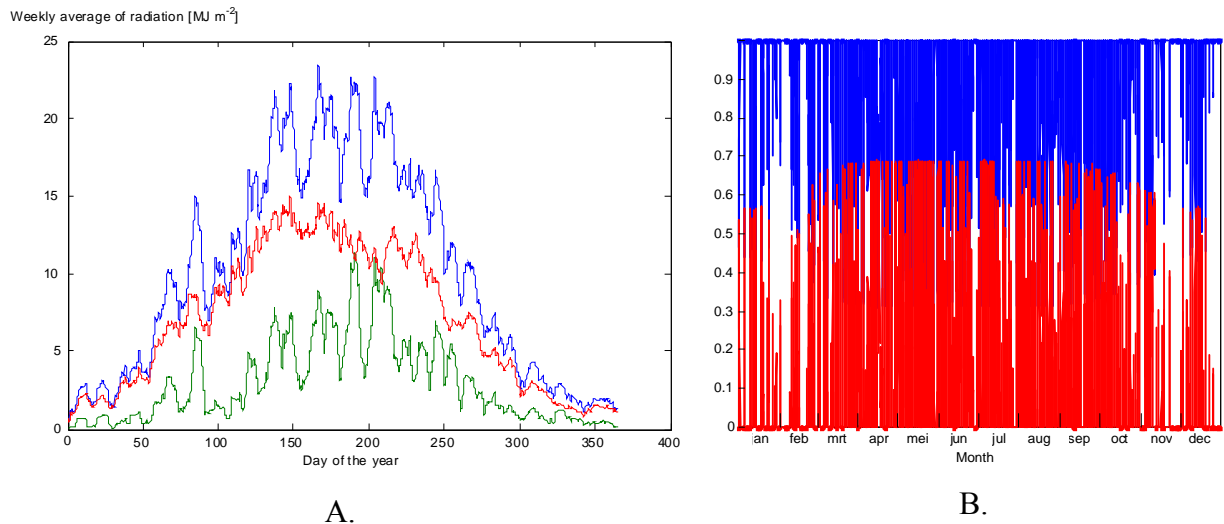 Weekly average of radiation [MJ m⁻²]
25
20
15
10
5
0
0 50 100 150 200 250 300 350 400
Day of the year
A.
0.9
0.8
0.7
0.6
0.5
0.4
0.3
0.2
0.1
0
jan feb mrt apr mei jun jul aug sep oct nov dec
Month
B.